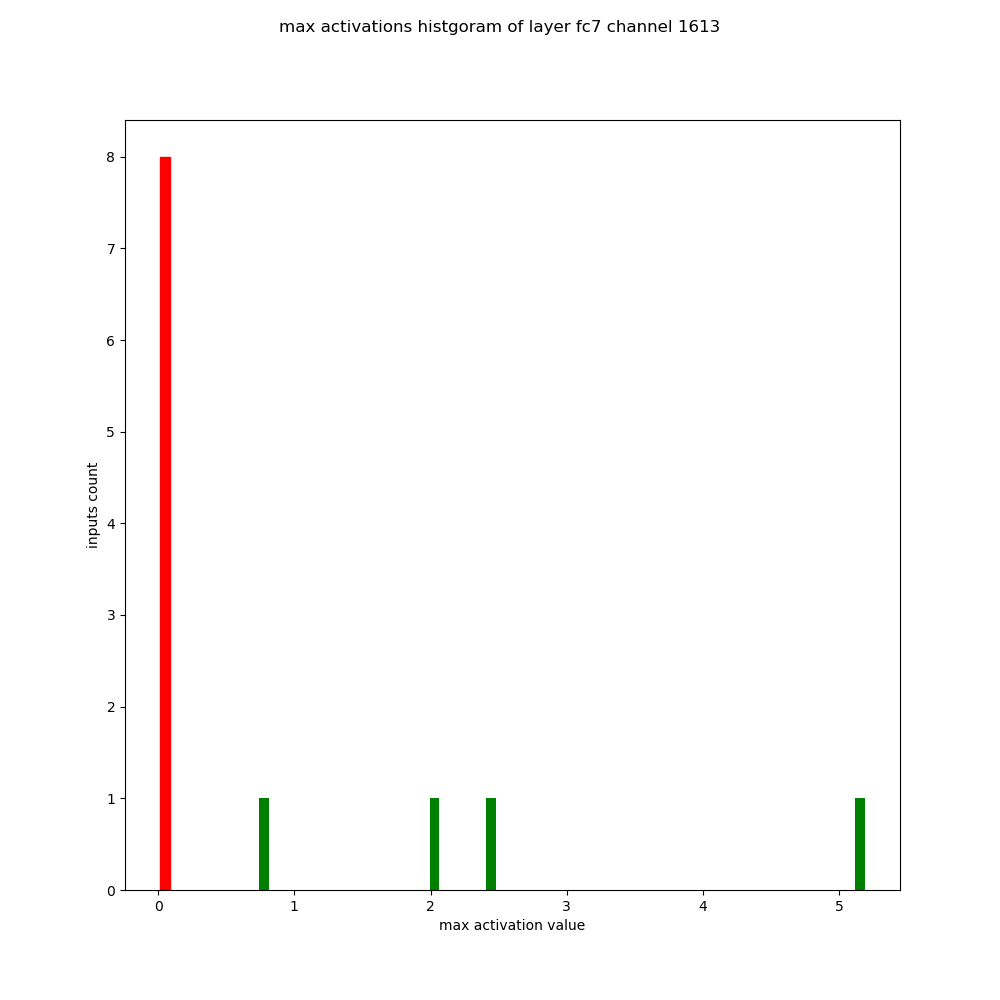 max activations histgoram of layer fc7 channel 1613
8
7
6
5
4
3
2
1
0
inputs count
0 1 2 3 4 5
max activation value